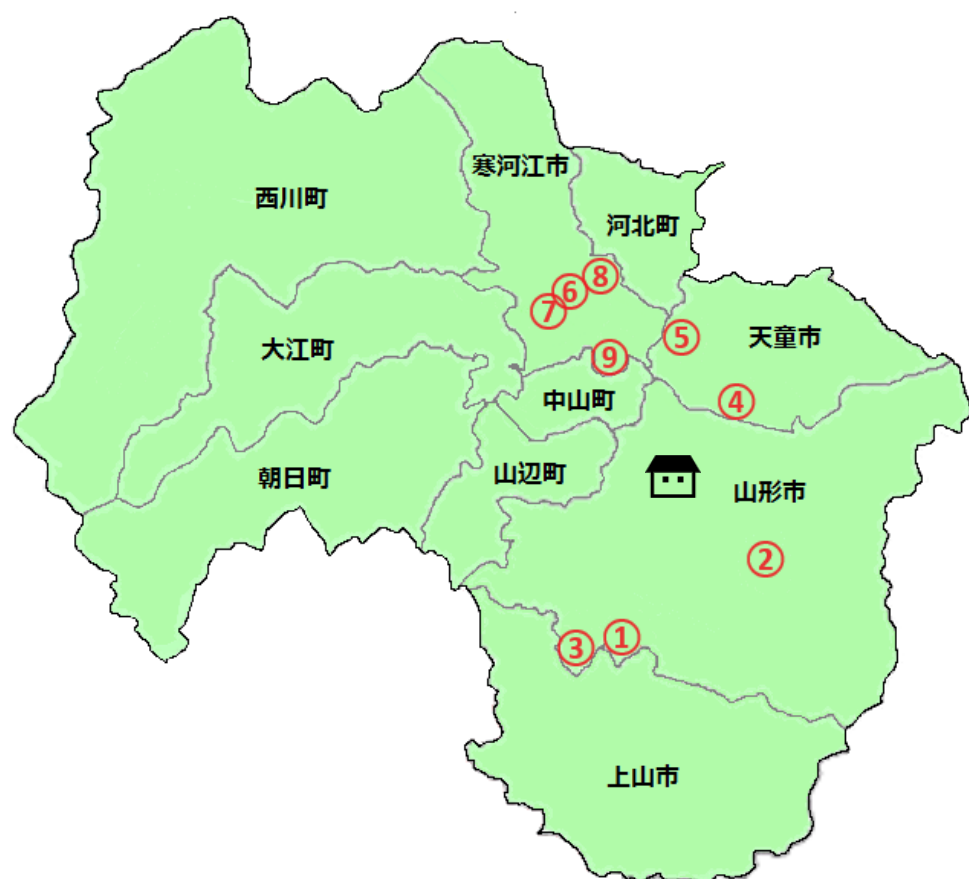 寒河江市
西川町
河北町
⑧
⑥
⑦
⑤
天童市
大江町
⑨
中山町
④
朝日町
山辺町
山形市
②
①
③
上山市